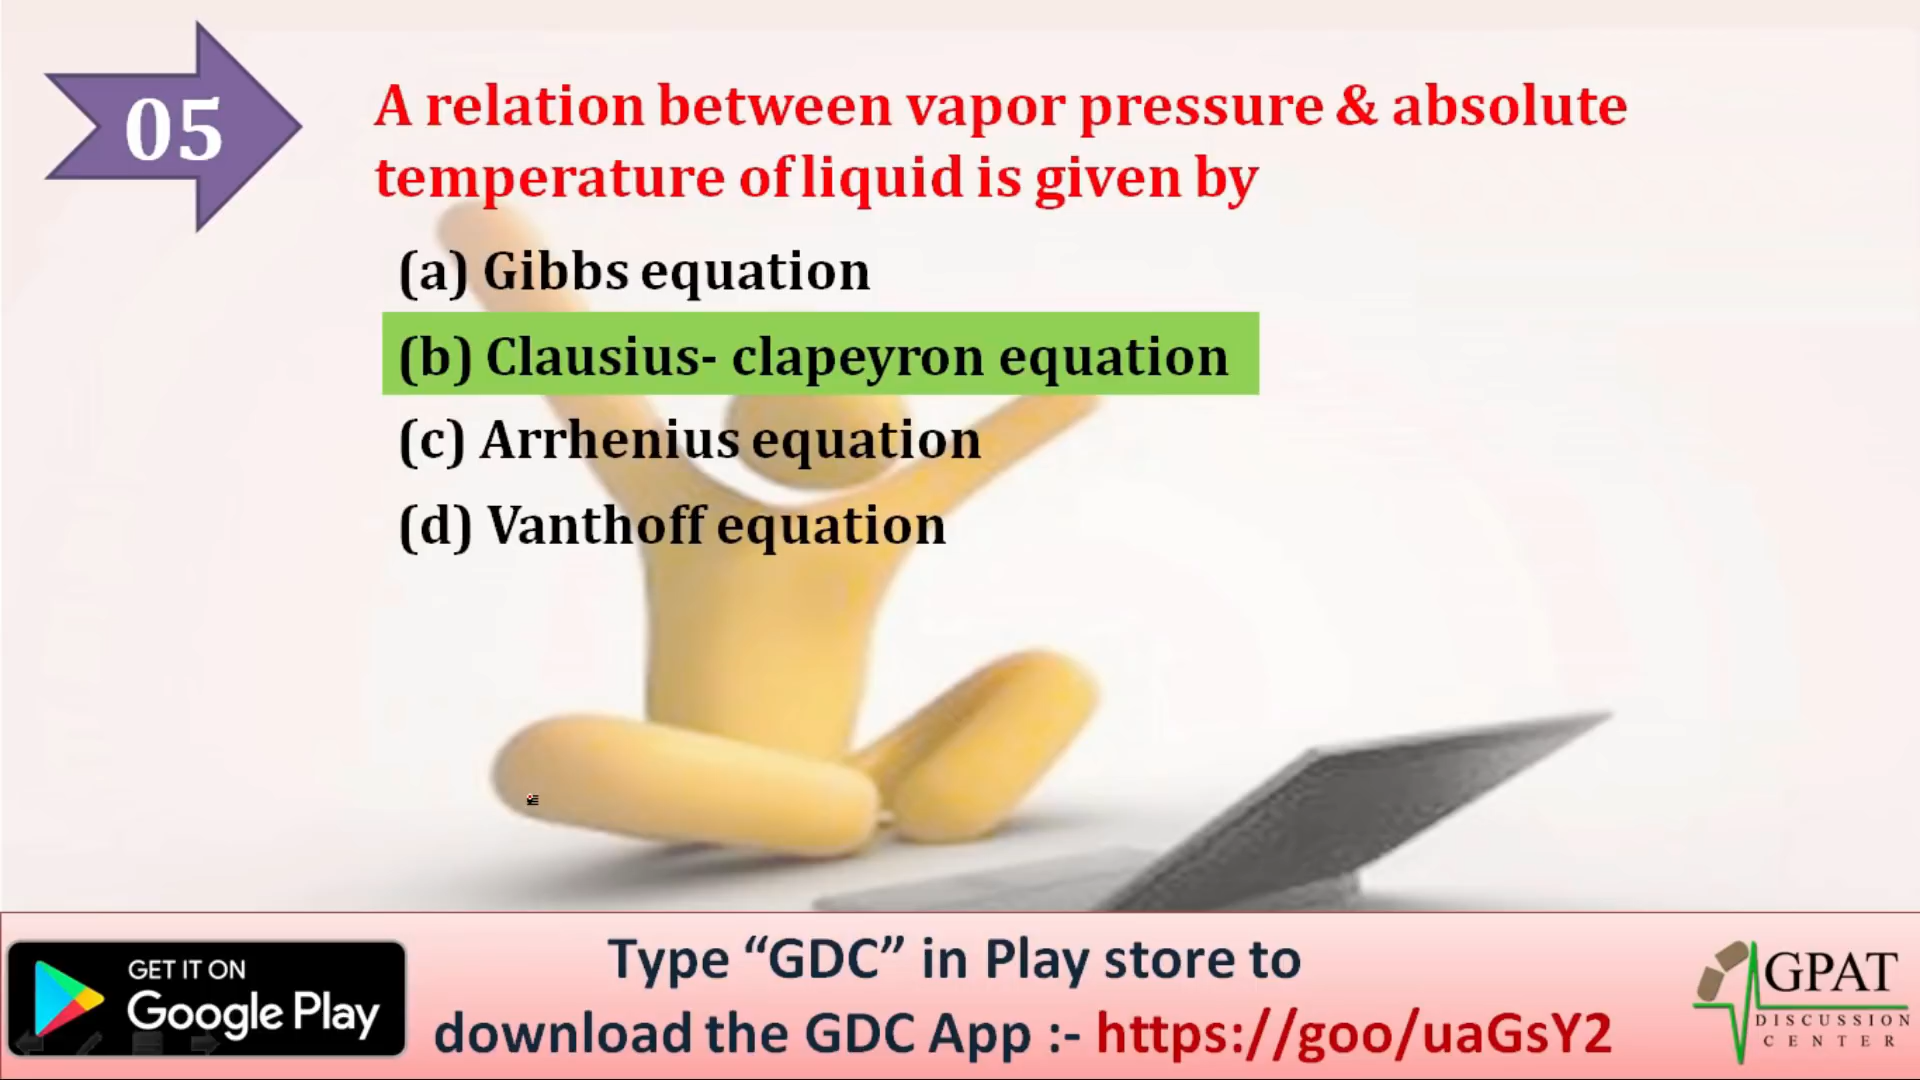 05
A relation between vapor pressure & absolute
temperature of liquid is given by
(a) Gibbs equation
(b) Clausius- clapeyron equation
(c) Arrhenius equation
(d) Vanthoff equation
GET IT ON
Google Play
Type “GDC” in Play store to
download the GDC App :- https://goo/uaGsY2
GPAT
DISCUSSION
CENTER